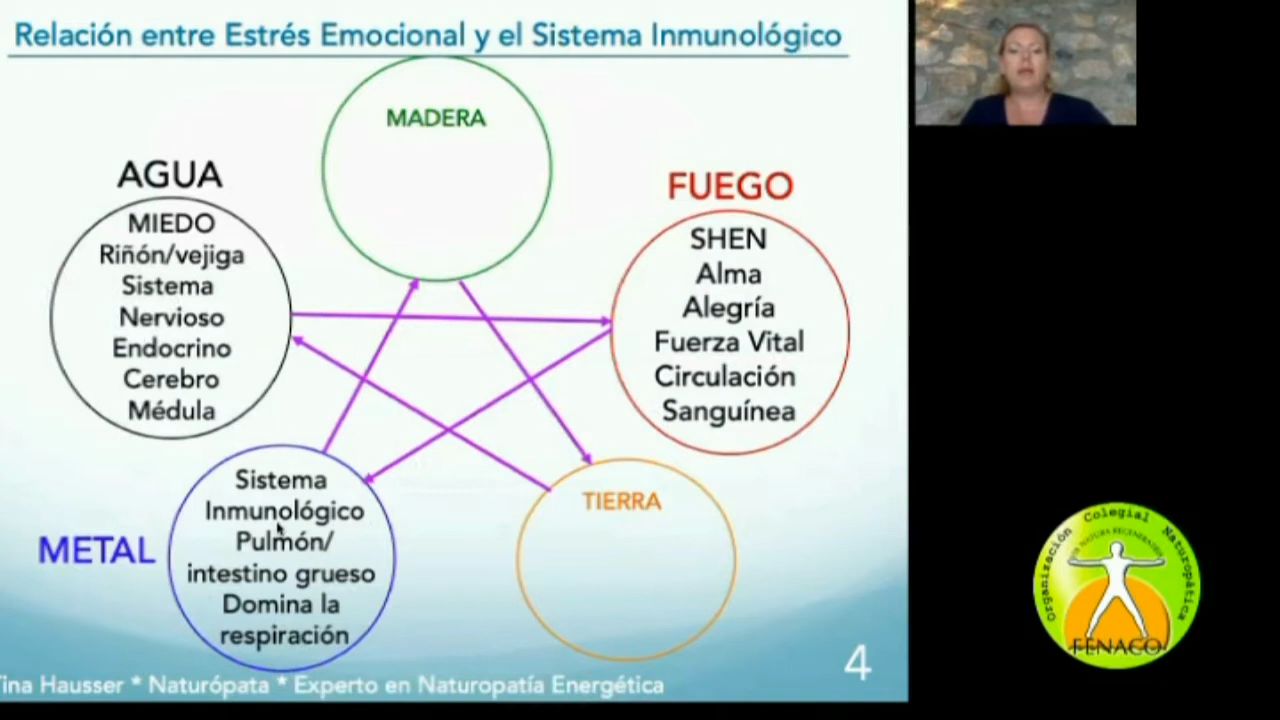 Relación entre Estrés Emocional y el Sistema Inmunológico
MADERA
AGUA
MIEDO
Riñón/vejiga
Sistema
Nervioso
Endocrino
Cerebro
Médula
FUEGO
SHEN
Alma
Alegría
Fuerza Vital
Circulación
Sanguínea
METAL
Sistema
Inmunológico
Pulmón/
intestino grueso
Domina la
respiración
TIERRA
4
Tina Hausser * Naturópata * Experto en Naturopatía Energética
Organización Colegial Naturopática
NATURA REGENERATUR
FENACO